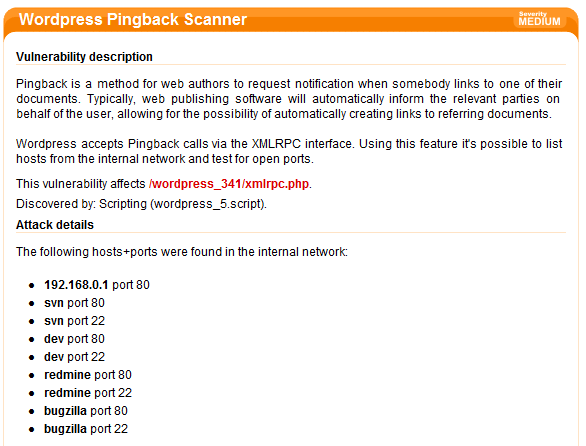 Wordpress Pingback Scanner
Severity
MEDIUM
Vulnerability description
Pingback is a method for web authors to request notification when somebody links to one of their
documents. Typically, web publishing software will automatically inform the relevant parties on
behalf of the user, allowing for the possibility of automatically creating links to referring documents.
Wordpress accepts Pingback calls via the XMLRPC interface. Using this feature it's possible to list
hosts from the internal network and test for open ports.
This vulnerability affects /wordpress_341/xmlrpc.php.
Discovered by: Scripting (wordpress_5.script).
Attack details
The following hosts+ports were found in the internal network:
• 192.168.0.1 port 80
• svn port 80
• svn port 22
• dev port 80
• dev port 22
• redmine port 80
• redmine port 22
• bugzilla port 80
• bugzilla port 22